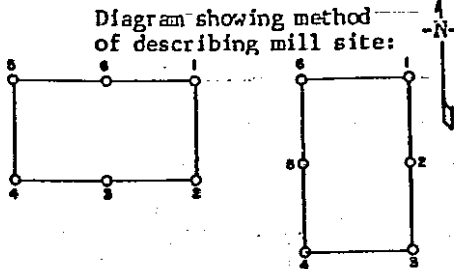 Diagram showing method
of describing mill site:
N
5 6 1
4 3 2
6 1
5 2
4 3